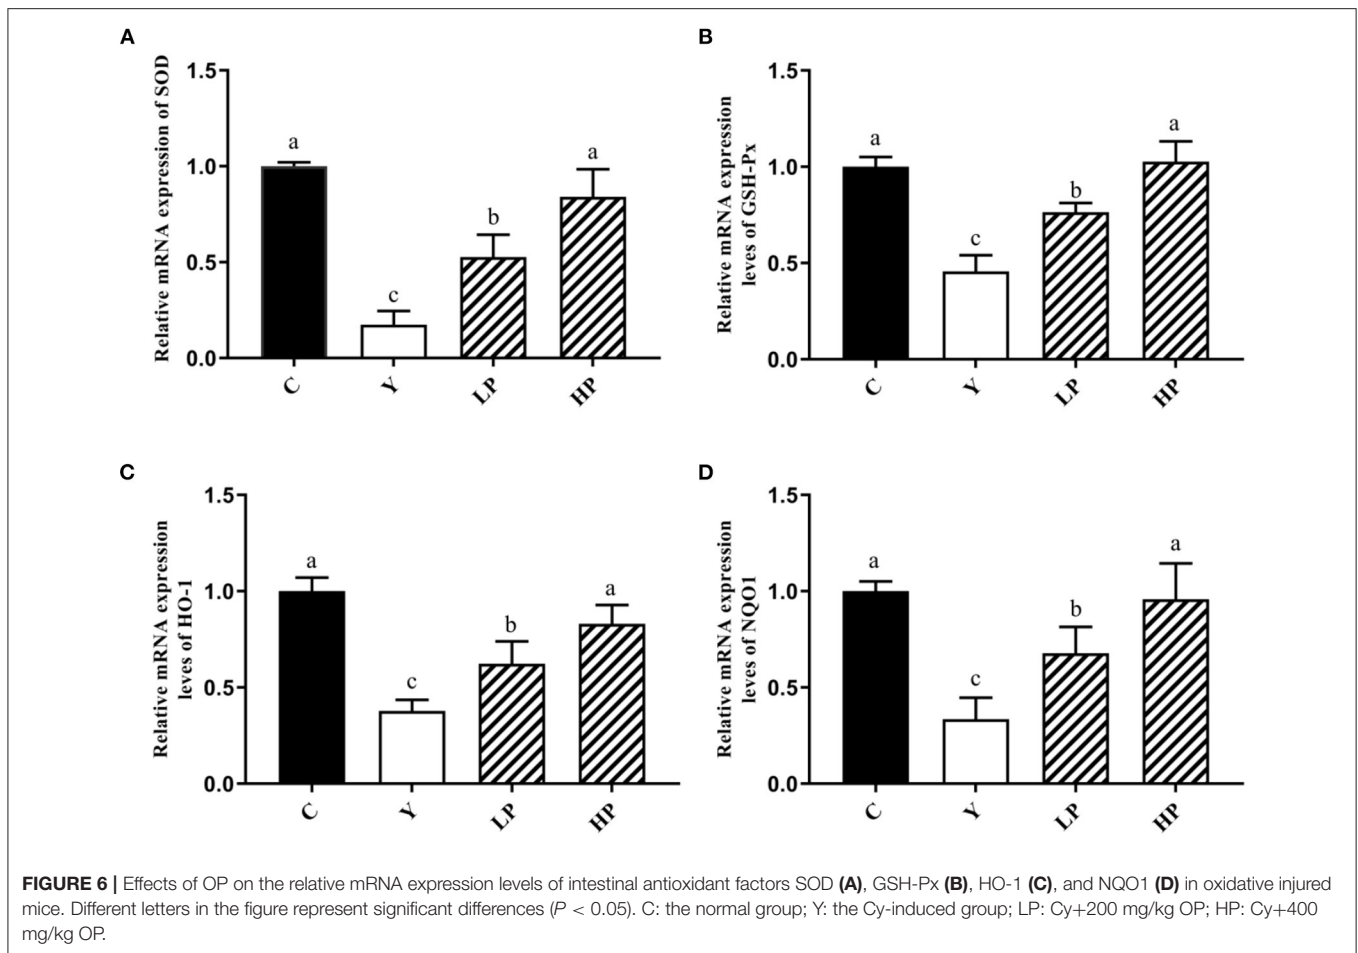 A
Relative mRNA expression of SOD
1.5
1.0
0.5
0.0
a
c
b
a
C
Y
LP
HP
B
Relative mRNA expression
leves of GSH-Px
1.5
1.0
0.5
0.0
a
c
b
a
C
Y
LP
HP
C
Relative mRNA expression
leves of HO-1
1.5
1.0
0.5
0.0
a
c
b
a
C
Y
LP
HP
D
Relative mRNA expression
leves of NQO1
1.5
1.0
0.5
0.0
a
c
b
a
C
Y
LP
HP
FIGURE 6 | Effects of OP on the relative mRNA expression levels of intestinal antioxidant factors SOD (A), GSH-Px (B), HO-1 (C), and NQO1 (D) in oxidative injured
mice. Different letters in the figure represent significant differences (P < 0.05). C: the normal group; Y: the Cy-induced group; LP: Cy+200 mg/kg OP; HP: Cy+400
mg/kg OP.